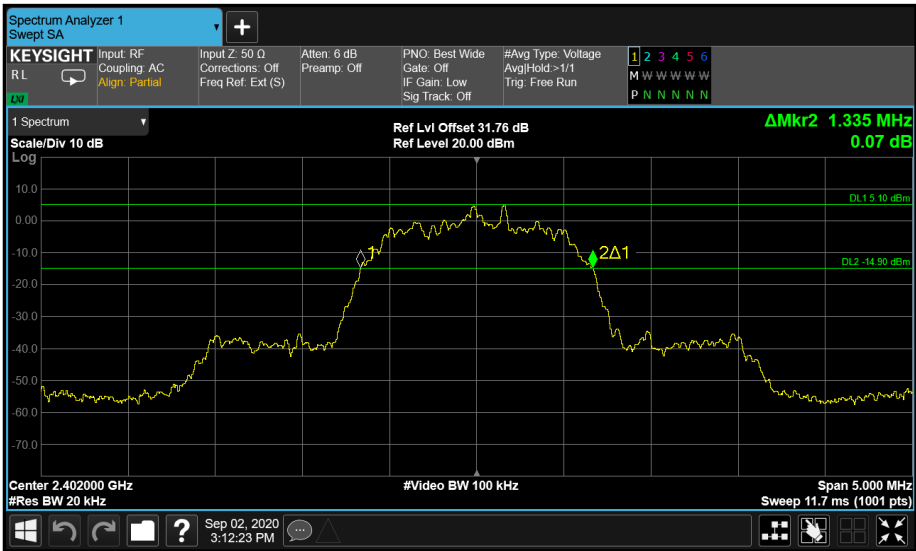 Spectrum Analyzer 1
Swept SA
+
KEYSIGHT
RL
LXI
Input: RF
Coupling: AC
Align: Partial
Input Z: 50 Ω
Corrections: Off
Freq Ref: Ext (S)
Atten: 6 dB
Preamp: Off
PNO: Best Wide
Gate: Off
IF Gain: Low
Sig Track: Off
#Avg Type: Voltage
Avg|Hold:>1/1
Trig: Free Run
1 2 3 4 5 6
M W W W W W
P N N N N N
1 Spectrum
Scale/Div 10 dB
Log
Ref Lvl Offset 31.76 dB
Ref Level 20.00 dBm
ΔMkr2 1.335 MHz
0.07 dB
10.0
DL1 5.10 dBm
0.00
-10.0
1
2Δ1
DL2 -14.90 dBm
-20.0
-30.0
-40.0
-50.0
-60.0
-70.0
Center 2.402000 GHz
#Video BW 100 kHz
Span 5.000 MHz
#Res BW 20 kHz
Sweep 11.7 ms (1001 pts)
?
Sep 02, 2020
3:12:23 PM